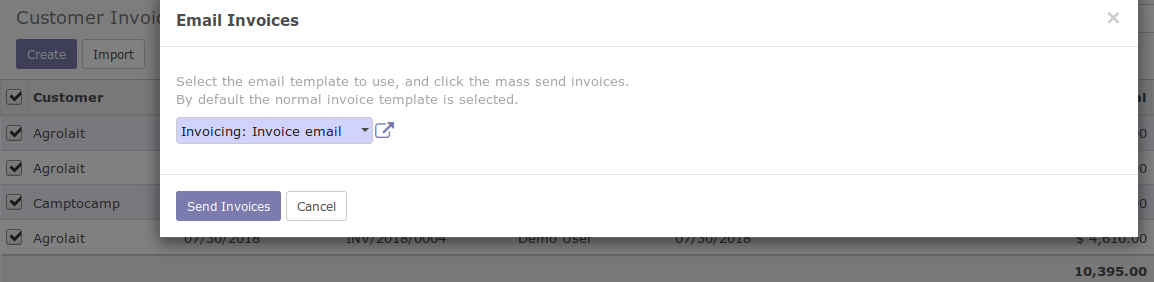 Customer Invoi
Email Invoices
×
Create
Import
Select the email template to use, and click the mass send invoices.
By default the normal invoice template is selected.
Customer
al
Agrolait
00
Invoicing: Invoice email
Agrolait
00
Camptocamp
00
Send Invoices
Cancel
Agrolait 07/30/2018 INV/2018/0004 Demo User 07/30/2018 $ 4,610.00
10,395.00